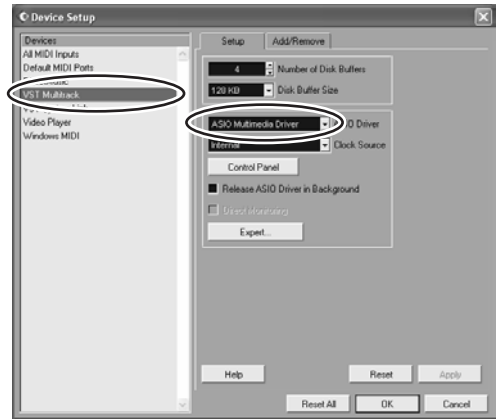 Device Setup
Devices
All MIDI Inputs
Default MIDI Ports
VST Multitrack
Video Player
Windows MIDI
Setup
Add/Remove
4 Number of Disk Buffers
128 KB Disk Buffer Size
ASIO Multimedia Driver Driver
Internal Clock Source
Control Panel
Release ASIO Driver in Background
Direct Monitoring
Expert...
Help
Reset
Apply
Reset All
OK
Cancel